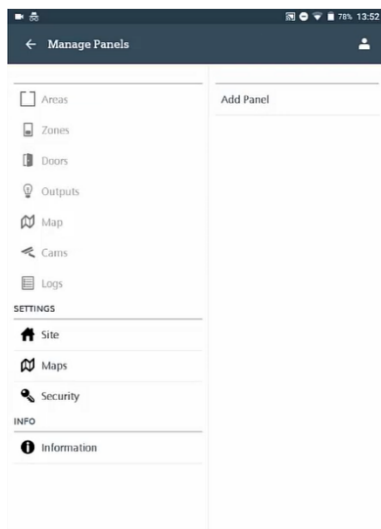 78% 13:52
Manage Panels
Areas
Zones
Doors
Outputs
Map
Cams
Logs
SETTINGS
Site
Maps
Security
INFO
Information
Add Panel